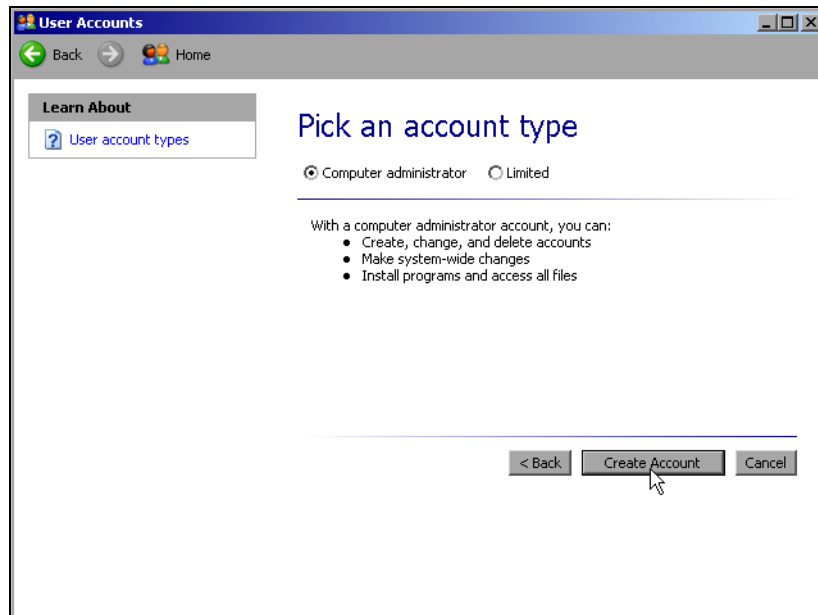 User Accounts
Back Home
Learn About
User account types
Pick an account type
Computer administrator Limited
With a computer administrator account, you can:
• Create, change, and delete accounts
• Make system-wide changes
• Install programs and access all files
< Back Create Account Cancel